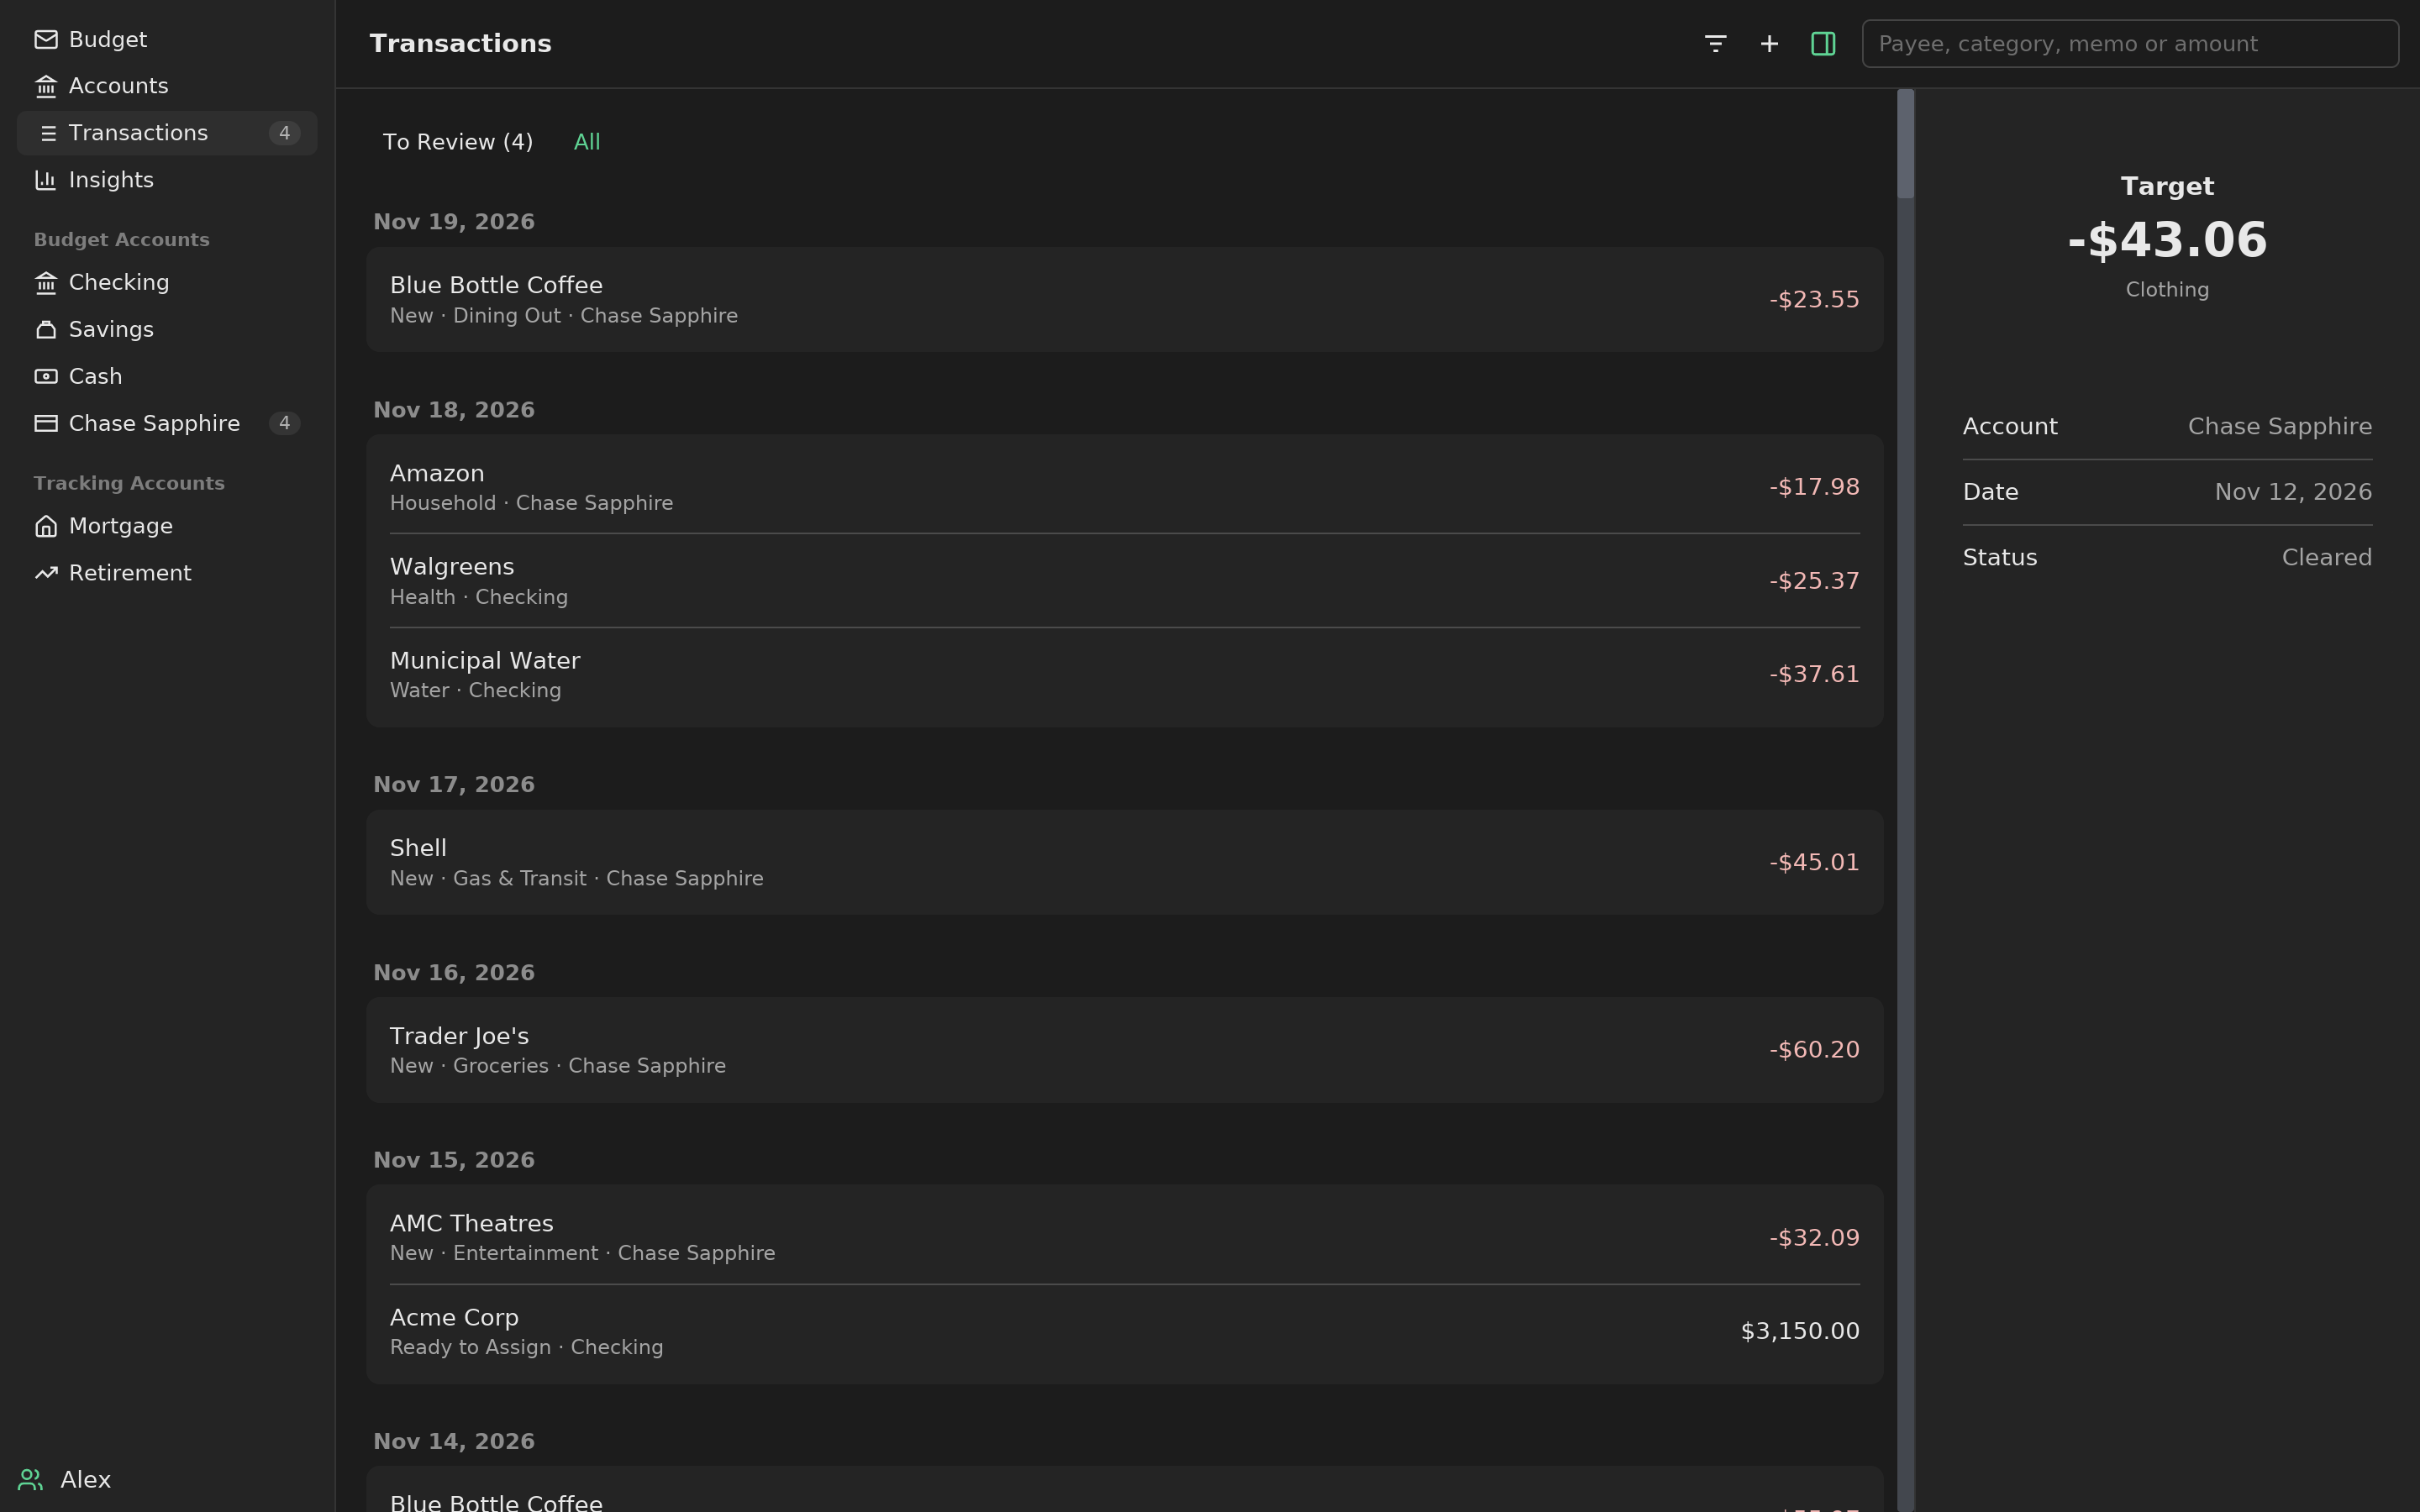 Budget
Accounts
Transactions 4
Insights
Budget Accounts
Checking
Savings
Cash
Chase Sapphire 4
Tracking Accounts
Mortgage
Retirement
Alex
Transactions
Payee, category, memo or amount
To Review (4) All
Nov 19, 2026
Blue Bottle Coffee
New · Dining Out · Chase Sapphire
-$23.55
Nov 18, 2026
Amazon
Household · Chase Sapphire
-$17.98
Walgreens
Health · Checking
-$25.37
Municipal Water
Water · Checking
-$37.61
Nov 17, 2026
Shell
New · Gas & Transit · Chase Sapphire
-$45.01
Nov 16, 2026
Trader Joe's
New · Groceries · Chase Sapphire
-$60.20
Nov 15, 2026
AMC Theatres
New · Entertainment · Chase Sapphire
-$32.09
Acme Corp
Ready to Assign · Checking
$3,150.00
Nov 14, 2026
Blue Bottle Coffee
Target
-$43.06
Clothing
Account Chase Sapphire
Date Nov 12, 2026
Status Cleared